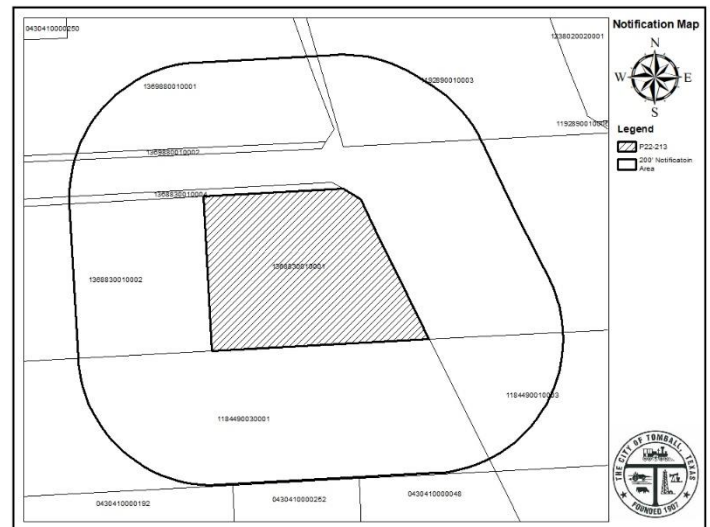 Notification Map
N
W E
S
Legend
P22-213
200' Notificatoin
Area
0430410000250
1238020020001
1369880010001
1192890010003
1369880010002
1368830010004
1368830010001
1368830010002
1184490010003
1184490030001
0430410000192
0430410000252
0430410000048
THE CITY OF TOMBALL, TEXAS
FOUNDED 1907